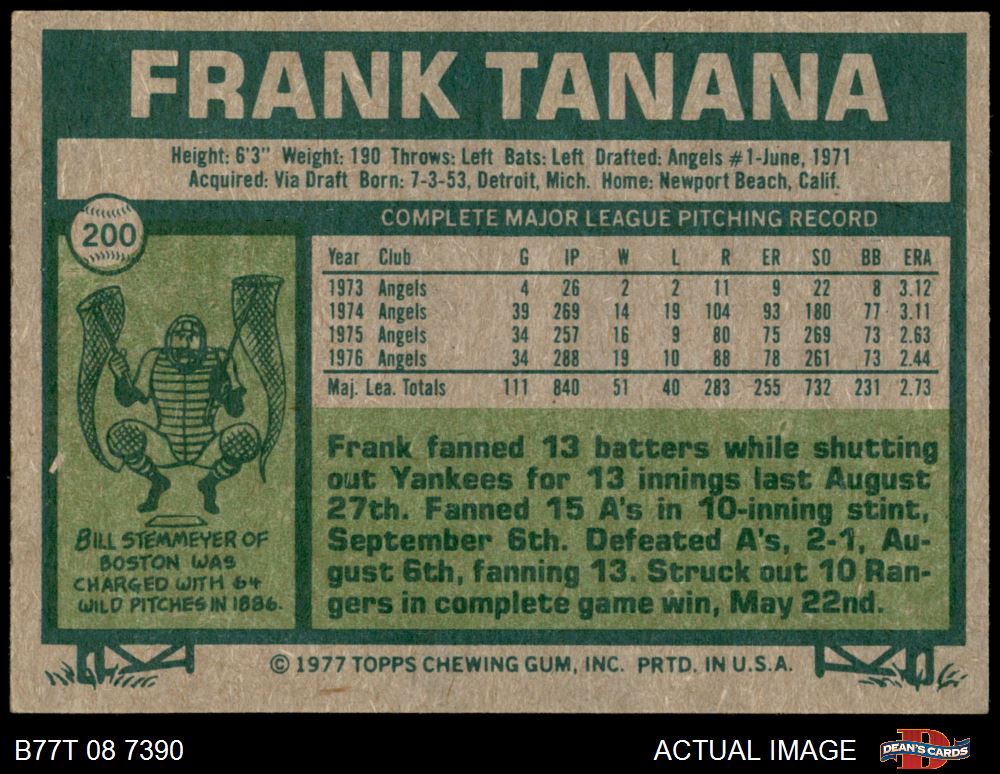 FRANK TANANA
Height: 6'3" Weight: 190 Throws: Left Bats: Left Drafted: Angels #1-June, 1971
Acquired: Via Draft Born: 7-3-53, Detroit, Mich. Home: Newport Beach, Calif.
200
COMPLETE MAJOR LEAGUE PITCHING RECORD
Year Club G IP W L R ER SO BB ERA
1973 Angels 4 26 2 2 11 9 22 8 3.12
1974 Angels 39 269 14 19 104 93 180 77 3.11
1975 Angels 34 257 16 9 80 75 269 73 2.63
1976 Angels 34 288 19 10 88 78 261 73 2.44
Maj. Lea. Totals 111 840 51 40 283 255 732 231 2.73
BILL STEMMEYER OF
BOSTON WAS
CHARGED WITH 64
WILD PITCHES IN 1886.
Frank fanned 13 batters while shutting
out Yankees for 13 innings last August
27th. Fanned 15 A's in 10-inning stint,
September 6th. Defeated A's, 2-1, Au-
gust 6th, fanning 13. Struck out 10 Ran-
gers in complete game win, May 22nd.
© 1977 TOPPS CHEWING GUM, INC. PRTD. IN U.S.A.
B77T 08 7390
ACTUAL IMAGE
DEAN'S CARDS